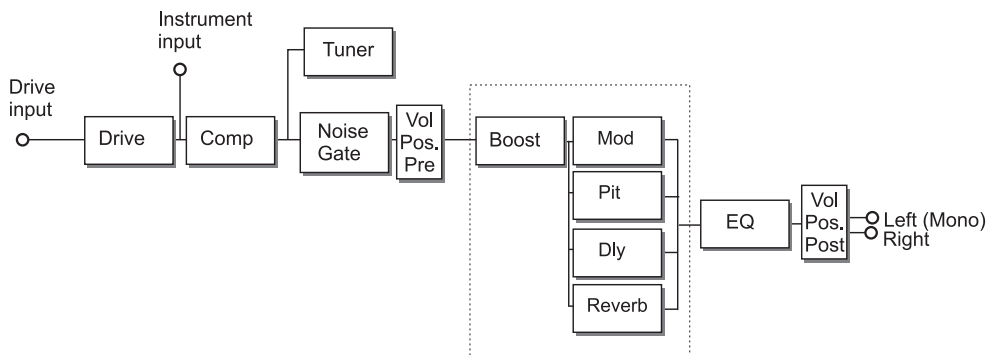 Instrument
input
Tuner
Drive
input
Drive
Comp
Noise
Gate
Vol
Pos.
Pre
Boost
Mod
Pit
Dly
Reverb
EQ
Vol
Pos.
Post
Left (Mono)
Right